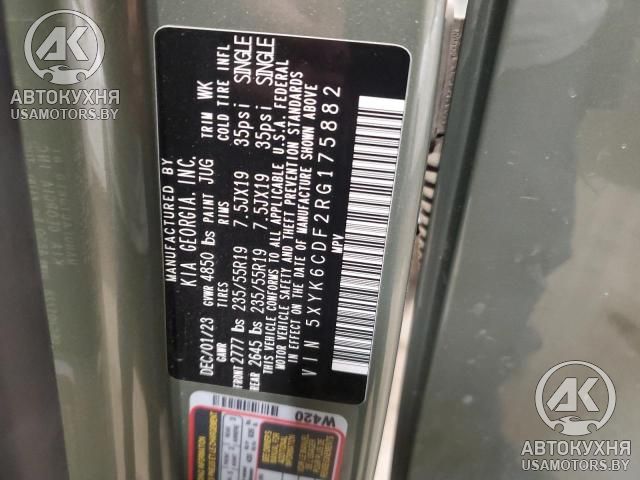 AK
АВТОКУХНЯ
USAMOTORS.BY
MANUFACTURED BY
KIA GEORGIA, INC.
DEC/01/23 GVWR 4850 lbs PAINT JUG TRIM WK
GAWR TIRES RIMS COLD TIRE INFL
FRONT 2777 lbs 235/55R19 7.5JX19 35psi SINGLE
REAR 2645 lbs 235/55R19 7.5JX19 35psi SINGLE
THIS VEHICLE CONFORMS TO ALL APPLICABLE U.S.A. FEDERAL
MOTOR VEHICLE SAFETY AND THEFT PREVENTION STANDARDS
IN EFFECT ON THE DATE OF MANUFACTURE SHOWN ABOVE
VIN 5XYK6CDF2RG175882
MPV
W420
AK
АВТОКУХНЯ
USAMOTORS.BY